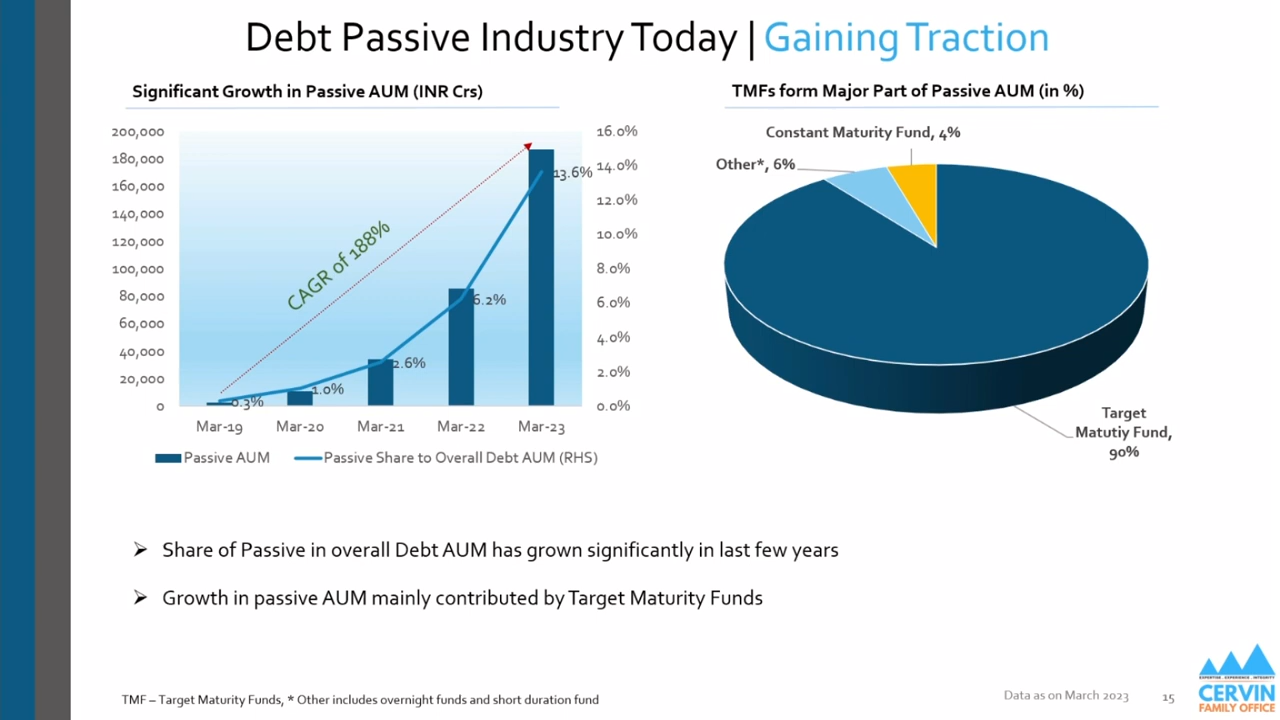 Debt Passive Industry Today | Gaining Traction
Significant Growth in Passive AUM (INR Crs)
200,000
180,000
160,000
140,000
120,000
100,000
80,000
60,000
40,000
20,000
0
16.0%
14.0%
12.0%
10.0%
8.0%
6.0%
4.0%
2.0%
0.0%
CAGR of 188%
0.3%
1.0%
2.6%
6.2%
13.6%
Mar-19 Mar-20 Mar-21 Mar-22 Mar-23
Passive AUM Passive Share to Overall Debt AUM (RHS)
TMFs form Major Part of Passive AUM (in %)
Constant Maturity Fund, 4%
Other*, 6%
Target
Matutiy Fund,
90%
Share of Passive in overall Debt AUM has grown significantly in last few years
Growth in passive AUM mainly contributed by Target Maturity Funds
TMF – Target Maturity Funds, * Other includes overnight funds and short duration fund
Data as on March 2023
15
EXPERTISE · EXPERIENCE · INTEGRITY
CERVIN
FAMILY OFFICE